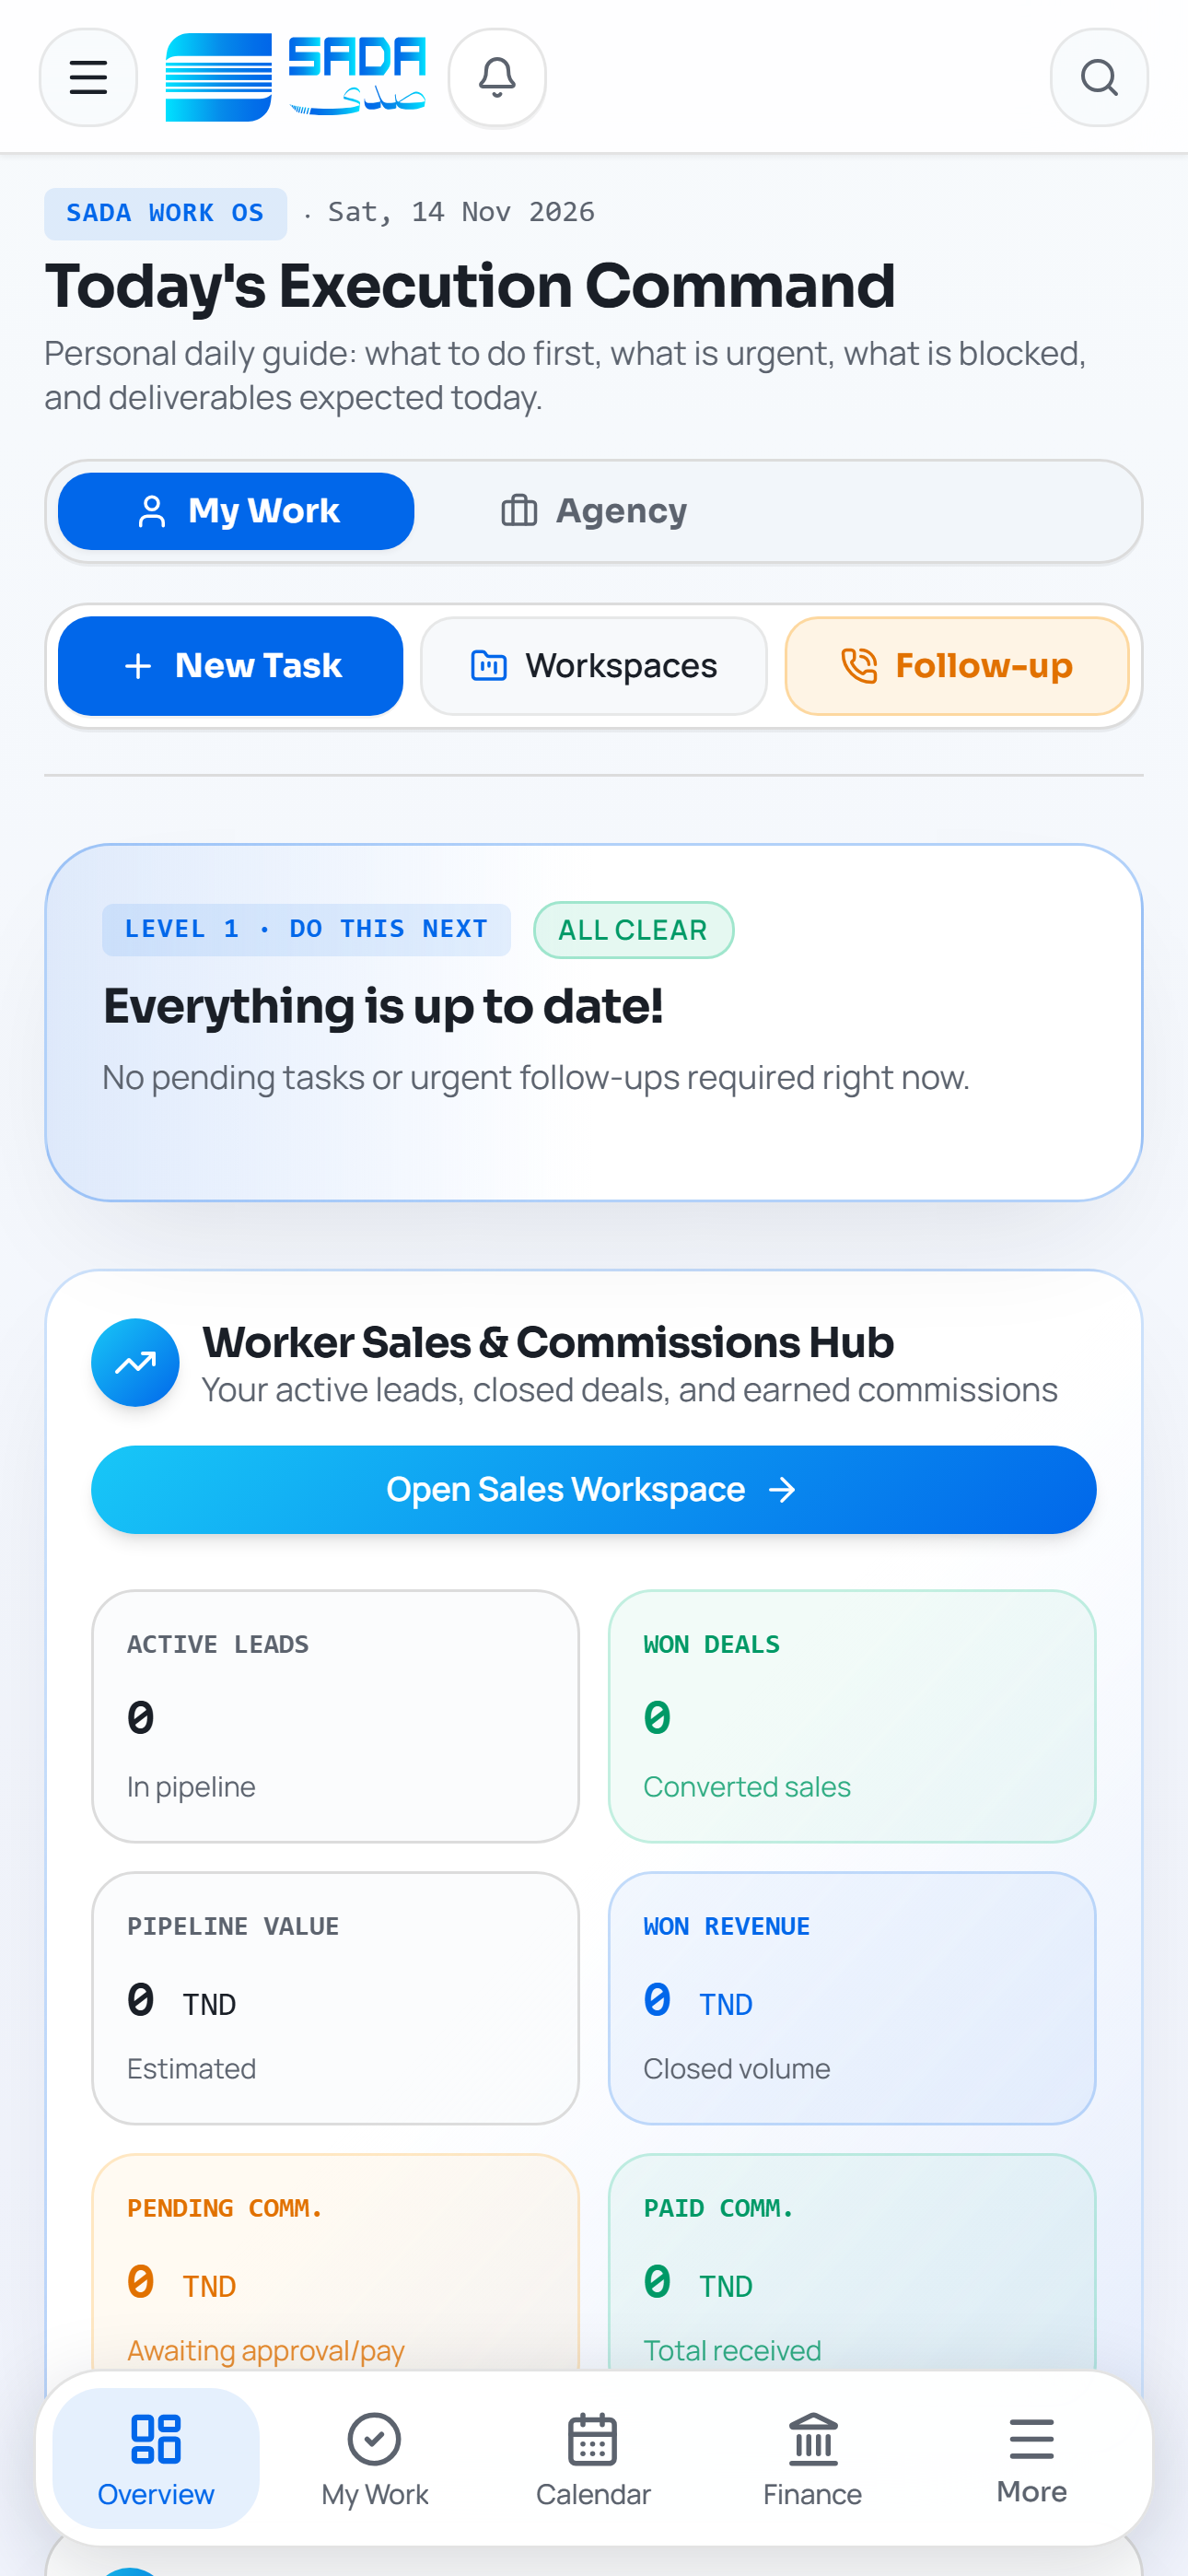 SADA
صدى
SADA WORK OS · Sat, 14 Nov 2026
Today's Execution Command
Personal daily guide: what to do first, what is urgent, what is blocked,
and deliverables expected today.
My Work Agency
New Task Workspaces Follow-up
LEVEL 1 · DO THIS NEXT ALL CLEAR
Everything is up to date!
No pending tasks or urgent follow-ups required right now.
Worker Sales & Commissions Hub
Your active leads, closed deals, and earned commissions
Open Sales Workspace →
ACTIVE LEADS
0
In pipeline
WON DEALS
0
Converted sales
PIPELINE VALUE
0 TND
Estimated
WON REVENUE
0 TND
Closed volume
PENDING COMM.
0 TND
Awaiting approval/pay
PAID COMM.
0 TND
Total received
Overview My Work Calendar Finance More